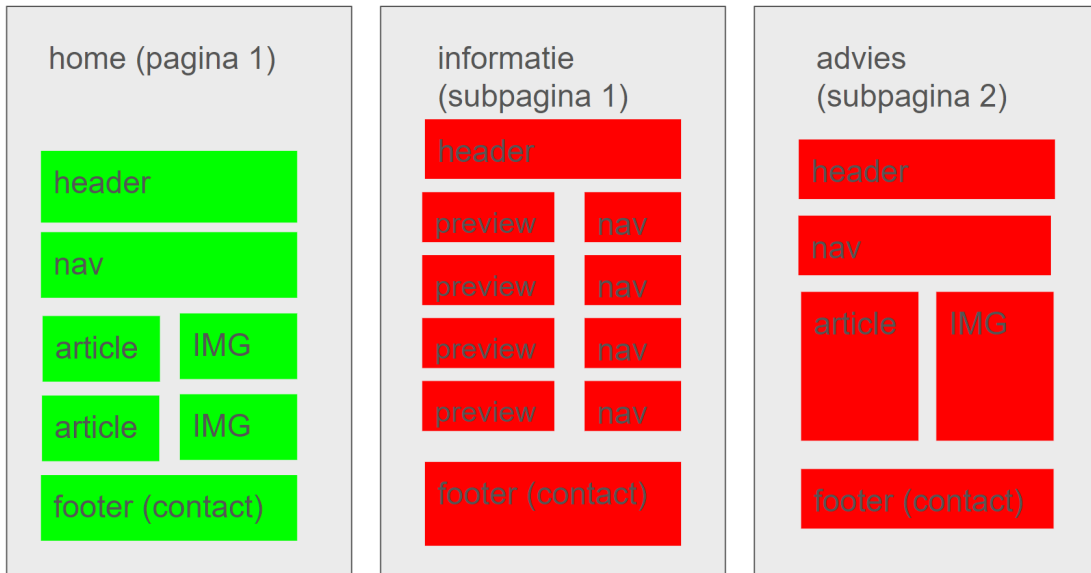 home (pagina 1)
header
nav
article
IMG
article
IMG
footer (contact)
informatie
(subpagina 1)
header
preview
nav
preview
nav
preview
nav
preview
nav
footer (contact)
advies
(subpagina 2)
header
nav
article
IMG
footer (contact)